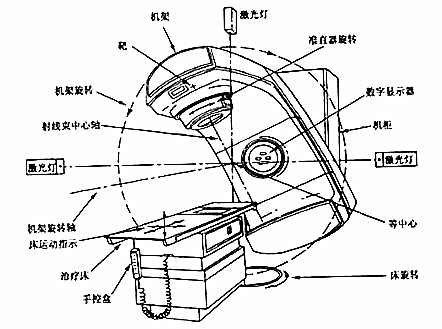 机架
激光灯
靶
准直器旋转
机架旋转
数字显示器
射线束中心轴
机柜
激光灯
激光灯
机架旋转轴
等中心
床运动指示
治疗床
床旋转
手控盒